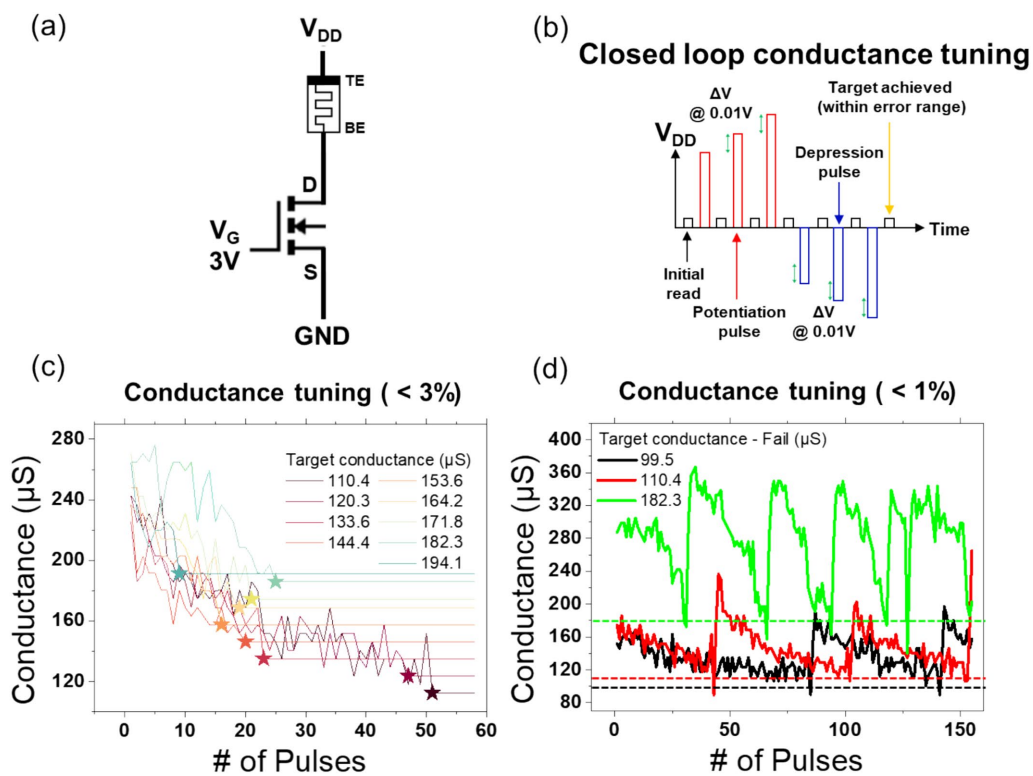 (a)
V_DD
TE
BE
D
V_G
3V
S
GND
(b)
Closed loop conductance tuning
ΔV
@ 0.01V
Target achieved
(within error range)
V_DD
Depression
pulse
Time
Initial
read
Potentiation
pulse
ΔV
@ 0.01V
(c)
Conductance tuning ( < 3%)
Conductance (µS)
280
240
200
160
120
Target conductance (µS)
110.4 153.6
120.3 164.2
133.6 171.8
144.4 182.3
194.1
0 10 20 30 40 50 60
# of Pulses
(d)
Conductance tuning (< 1%)
Conductance (µS)
400
360
320
280
240
200
160
120
80
Target conductance - Fail (µS)
99.5
110.4
182.3
0 50 100 150
# of Pulses